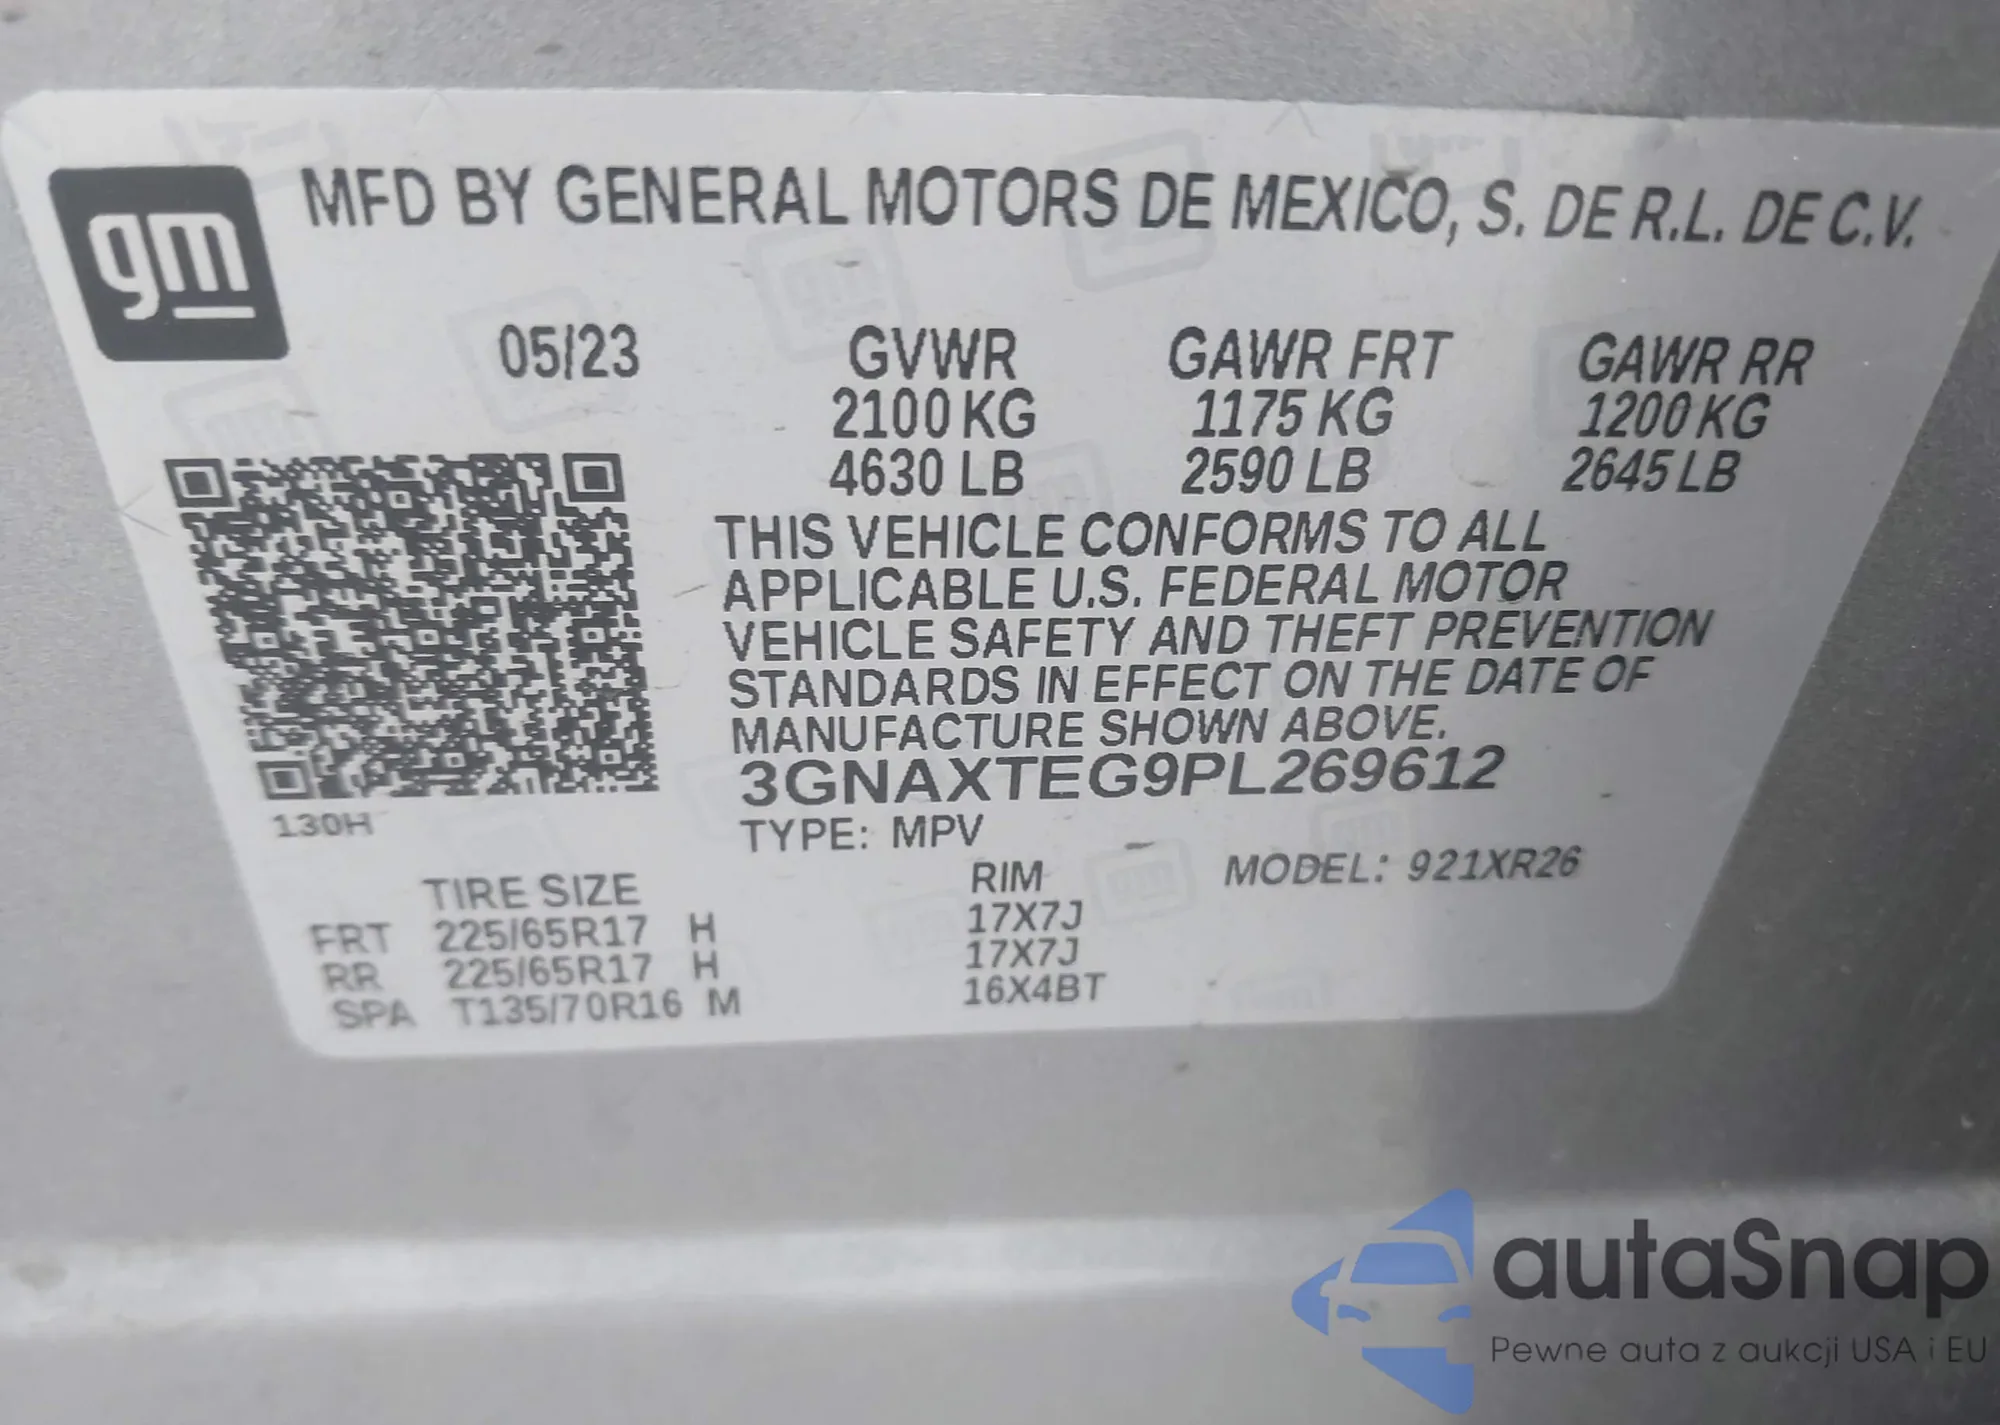 gm
MFD BY GENERAL MOTORS DE MEXICO, S. DE R.L. DE C.V.
05/23 GVWR GAWR FRT GAWR RR
2100 KG 1175 KG 1200 KG
4630 LB 2590 LB 2645 LB
THIS VEHICLE CONFORMS TO ALL
APPLICABLE U.S. FEDERAL MOTOR
VEHICLE SAFETY AND THEFT PREVENTION
STANDARDS IN EFFECT ON THE DATE OF
MANUFACTURE SHOWN ABOVE.
3GNAXTEG9PL269612
130H
TYPE: MPV
TIRE SIZE RIM MODEL: 921XR26
FRT 225/65R17 H 17X7J
RR 225/65R17 H 17X7J
SPA T135/70R16 M 16X4BT
autaSnap
Pewne auta z aukcji USA i EU